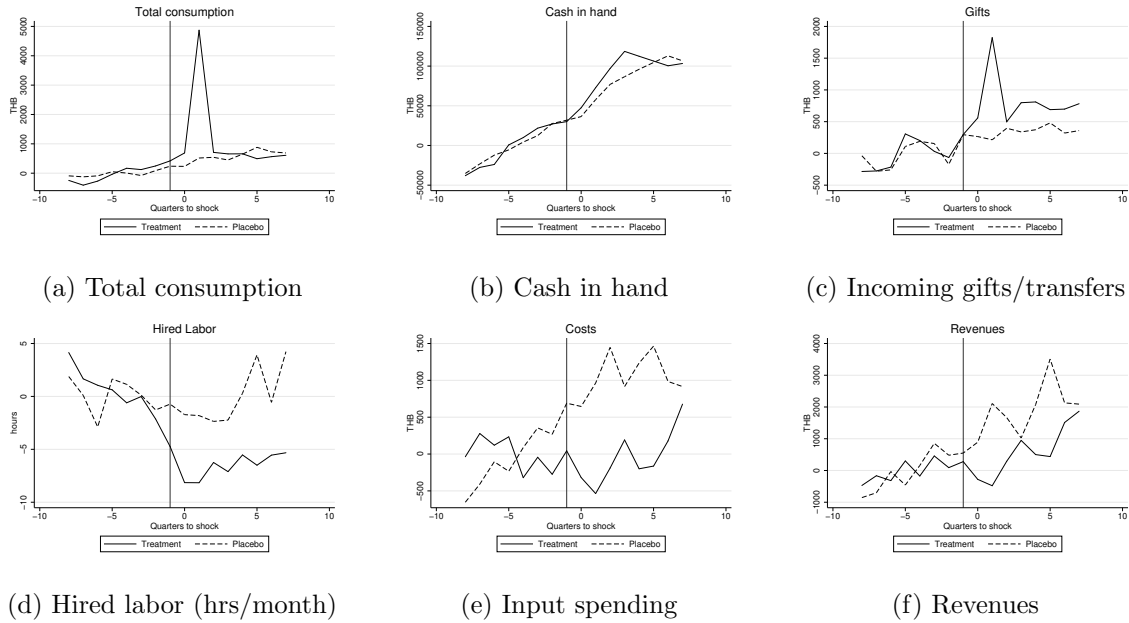 Total consumption
THB
0 1000 2000 3000 4000 5000
−10 −5 0 5 10
Quarters to shock
Treatment Placebo
(a) Total consumption
Cash in hand
THB
−50000 0 50000 100000 150000
−10 −5 0 5 10
Quarters to shock
Treatment Placebo
(b) Cash in hand
Gifts
THB
−500 0 500 1000 1500 2000
−10 −5 0 5 10
Quarters to shock
Treatment Placebo
(c) Incoming gifts/transfers
Hired Labor
hours
−10 −5 0 5
−10 −5 0 5 10
Quarters to shock
Treatment Placebo
(d) Hired labor (hrs/month)
Costs
THB
−500 0 500 1000 1500
−10 −5 0 5 10
Quarters to shock
Treatment Placebo
(e) Input spending
Revenues
THB
−1000 0 1000 2000 3000 4000
−10 −5 0 5 10
Quarters to shock
Treatment Placebo
(f) Revenues